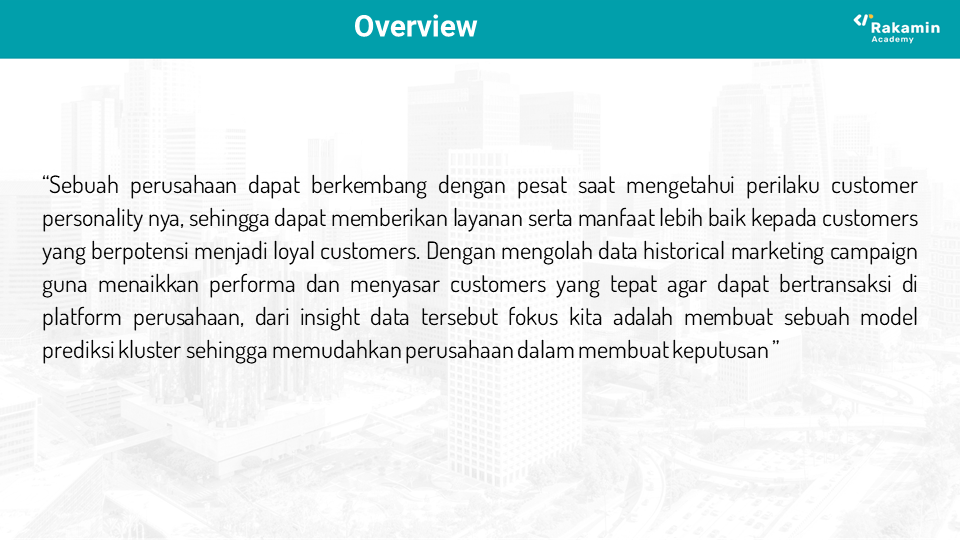 Overview
Rakamin
Academy
“Sebuah perusahaan dapat berkembang dengan pesat saat mengetahui perilaku customer
personality nya, sehingga dapat memberikan layanan serta manfaat lebih baik kepada customers
yang berpotensi menjadi loyal customers. Dengan mengolah data historical marketing campaign
guna menaikkan performa dan menyasar customers yang tepat agar dapat bertransaksi di
platform perusahaan, dari insight data tersebut fokus kita adalah membuat sebuah model
prediksi kluster sehingga memudahkan perusahaan dalam membuat keputusan ”